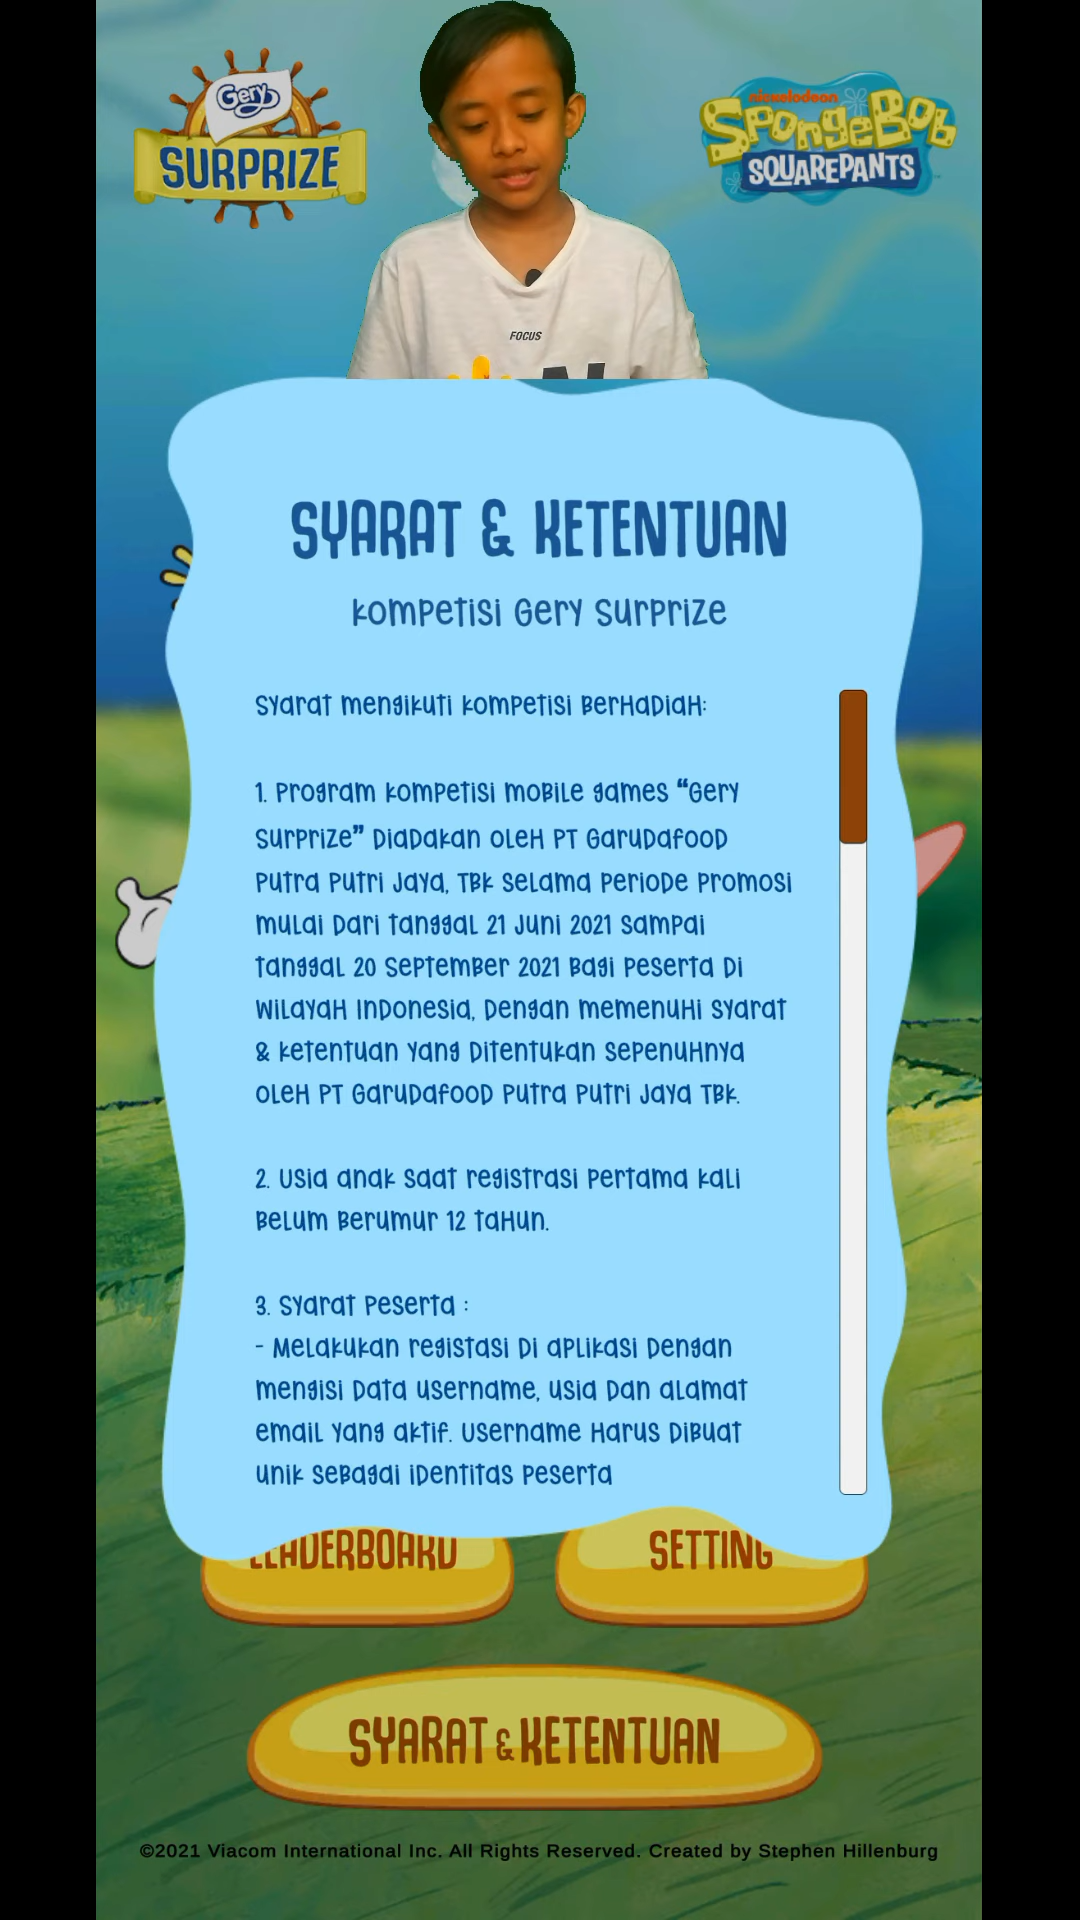 Gery
SURPRIZE
nickelodeon
SPONGEBOB
SQUAREPANTS
FOCUS
SYARAT & KETENTUAN
Kompetisi Gery Surprize
Syarat mengikuti kompetisi berhadiah:
1. Program kompetisi mobile games “Gery
Surprize” diadakan oleh PT Garudafood
Putra Putri Jaya, Tbk selama periode promosi
mulai dari tanggal 21 Juni 2021 sampai
tanggal 20 September 2021 bagi peserta di
wilayah Indonesia, dengan memenuhi syarat
& ketentuan yang ditentukan sepenuhnya
oleh PT Garudafood Putra Putri Jaya Tbk.
2. Usia anak saat registrasi pertama kali
belum berumur 12 tahun.
3. Syarat Peserta :
- Melakukan registasi di aplikasi dengan
mengisi data username, usia dan alamat
email yang aktif. Username harus dibuat
unik sebagai identitas peserta
LEADERBOARD SETTING
SYARAT & KETENTUAN
©2021 Viacom International Inc. All Rights Reserved. Created by Stephen Hillenburg